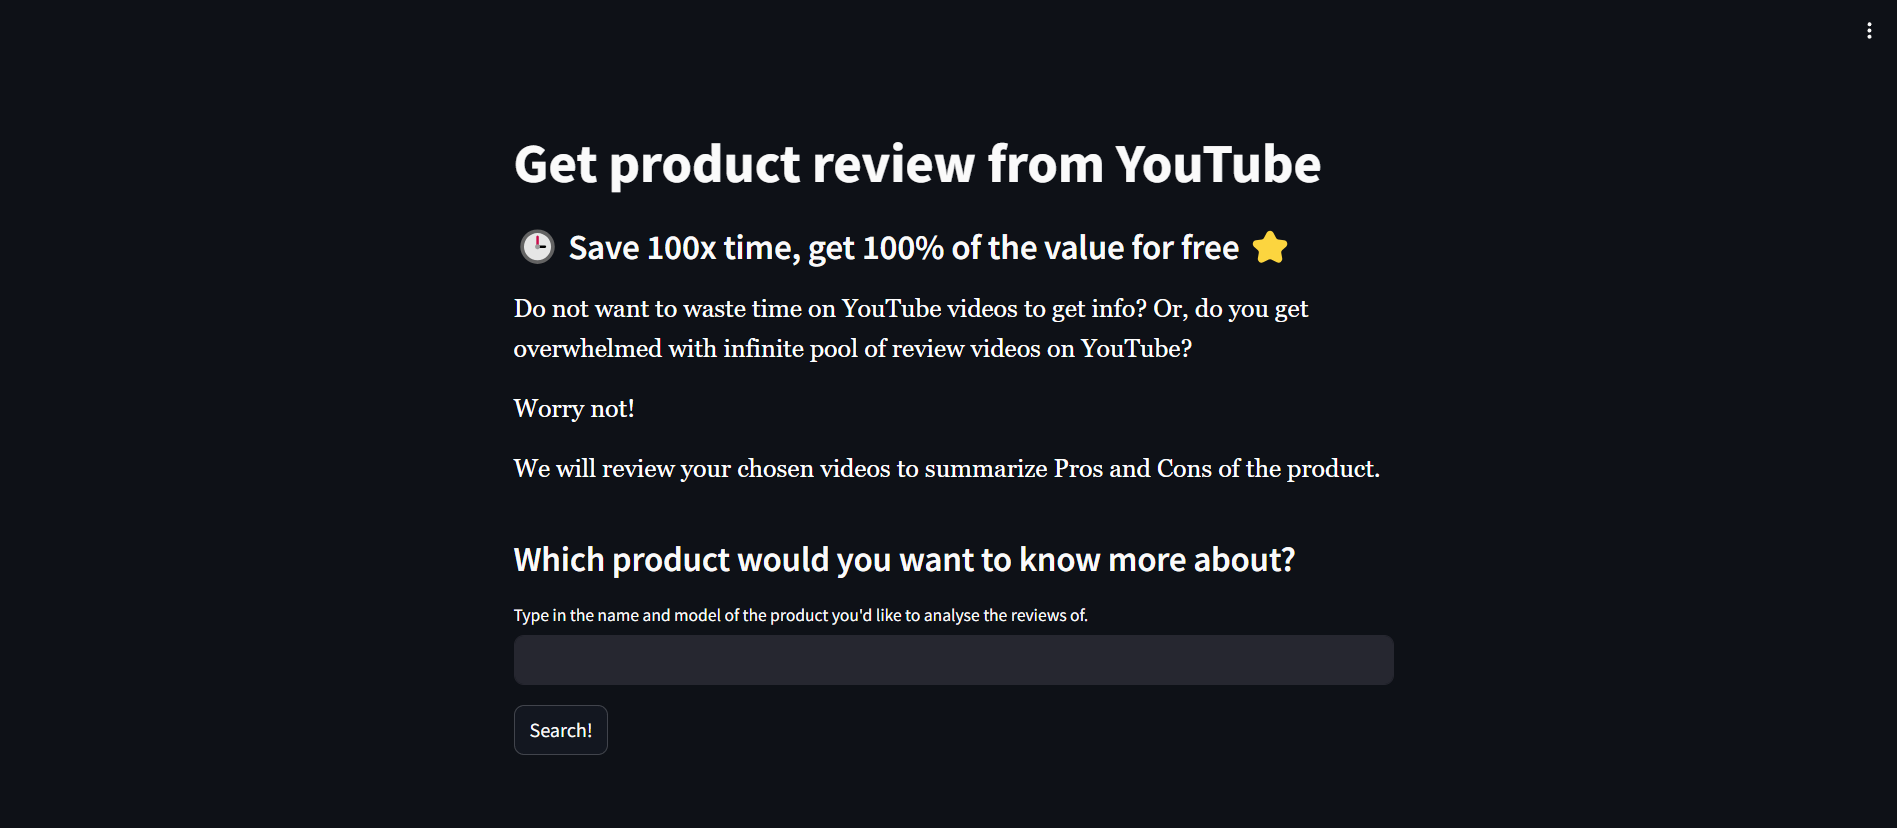 Get product review from YouTube
🕒 Save 100x time, get 100% of the value for free ⭐
Do not want to waste time on YouTube videos to get info? Or, do you get
overwhelmed with infinite pool of review videos on YouTube?
Worry not!
We will review your chosen videos to summarize Pros and Cons of the product.
Which product would you want to know more about?
Type in the name and model of the product you'd like to analyse the reviews of.
Search!